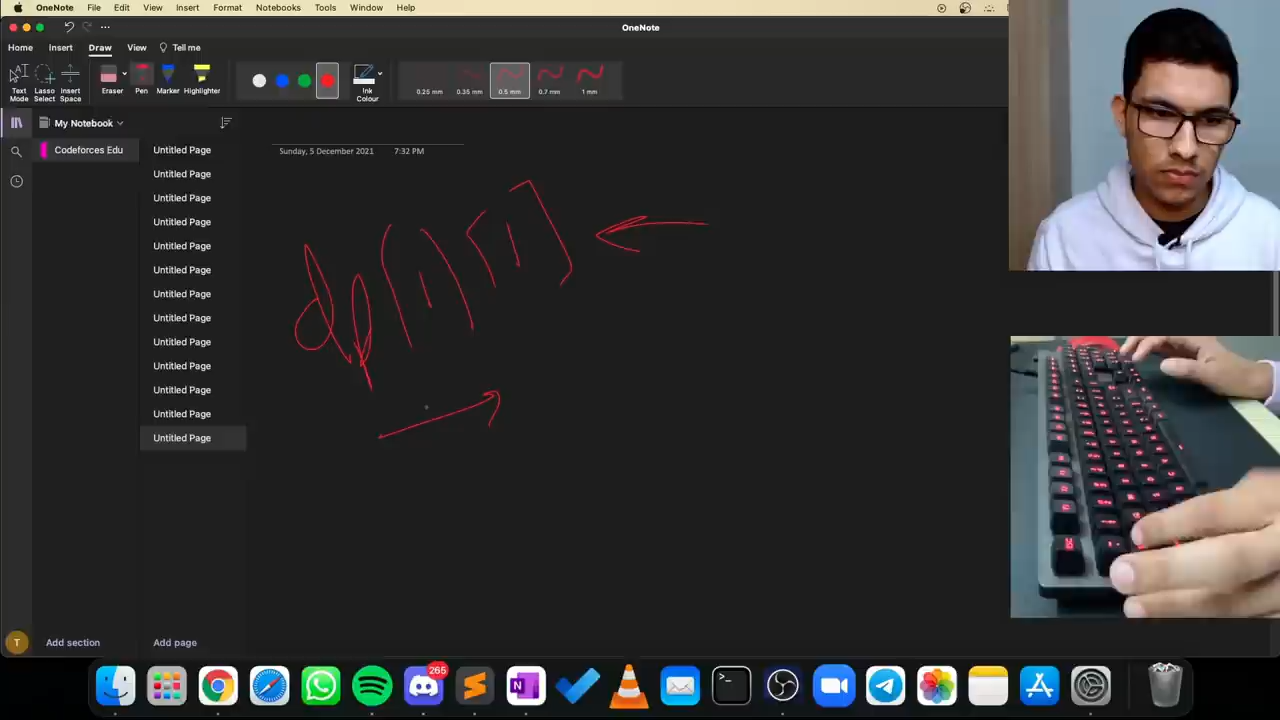 OneNote File Edit View Insert Format Notebooks Tools Window Help
OneNote
Home Insert Draw View Tell me
Text Mode
Lasso Select
Insert Space
Eraser
Pen
Marker
Highlighter
Ink Colour
0.25 mm
0.35 mm
0.5 mm
0.7 mm
1 mm
My Notebook
Codeforces Edu
Untitled Page
Untitled Page
Untitled Page
Untitled Page
Untitled Page
Untitled Page
Untitled Page
Untitled Page
Untitled Page
Untitled Page
Untitled Page
Untitled Page
Untitled Page
Sunday, 5 December 2021 7:32 PM
dp[1][1]
T
Add section
Add page
265